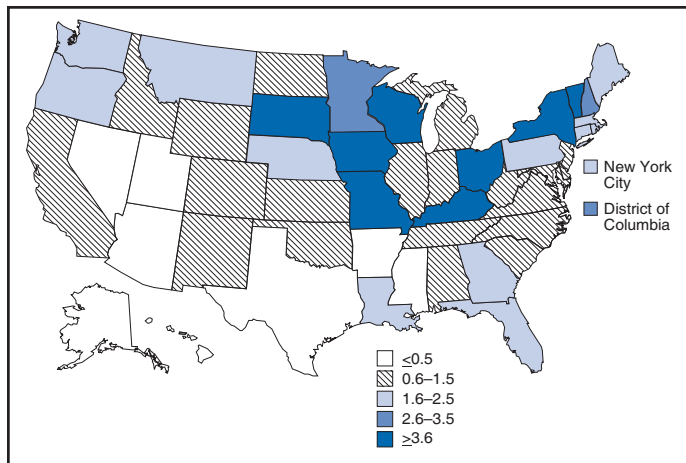 New York
City
District of
Columbia
≤0.5
0.6–1.5
1.6–2.5
2.6–3.5
≥3.6